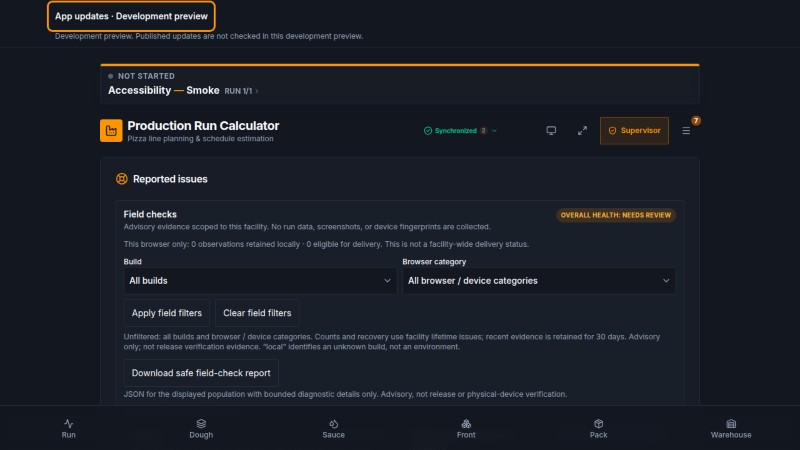 App updates · Development preview
Development preview. Published updates are not checked in this development preview.
NOT STARTED
Accessibility — Smoke RUN 1/1 ›
Production Run Calculator
Pizza line planning & schedule estimation
Synchronized 2
Supervisor
7
Reported issues
Field checks
OVERALL HEALTH: NEEDS REVIEW
Advisory evidence scoped to this facility. No run data, screenshots, or device fingerprints are collected.
This browser only: 0 observations retained locally · 0 eligible for delivery. This is not a facility-wide delivery status.
Build
Browser category
All builds
All browser / device categories
Apply field filters
Clear field filters
Unfiltered: all builds and browser / device categories. Counts and recovery use facility lifetime issues; recent evidence is retained for 30 days. Advisory
only; not release verification evidence. “local” identifies an unknown build, not an environment.
Download safe field-check report
JSON for the displayed population with bounded diagnostic details only. Advisory, not release or physical-device verification.
Run
Dough
Sauce
Front
Pack
Warehouse